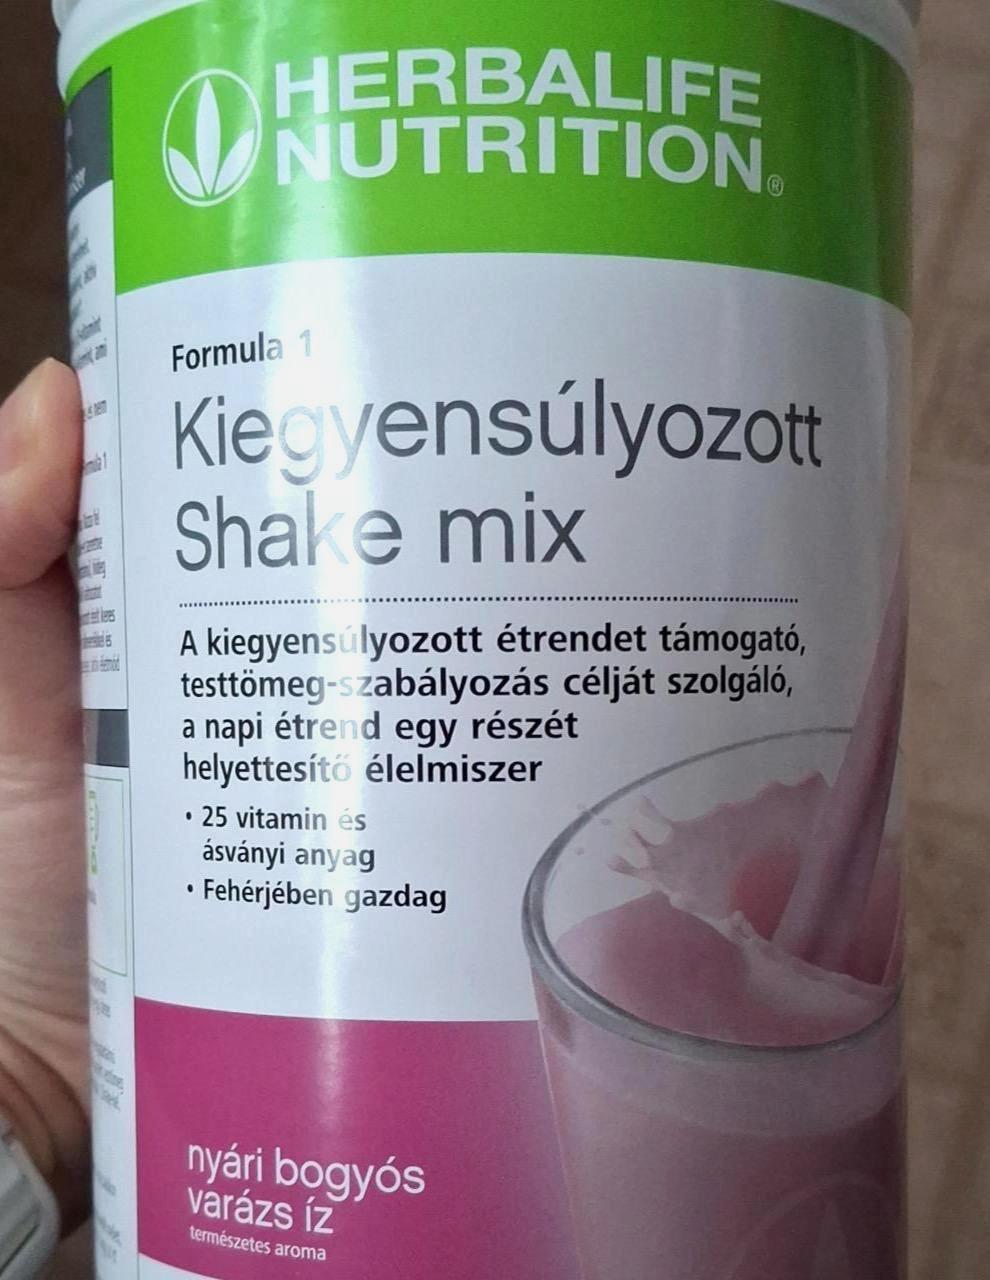 HERBALIFE
NUTRITION®
Formula 1
Kiegyensúlyozott
Shake mix
A kiegyensúlyozott étrendet támogató,
testtömeg-szabályozás célját szolgáló,
a napi étrend egy részét
helyettesítő élelmiszer
• 25 vitamin és
ásványi anyag
• Fehérjében gazdag
nyári bogyós
varázs íz
természetes aroma